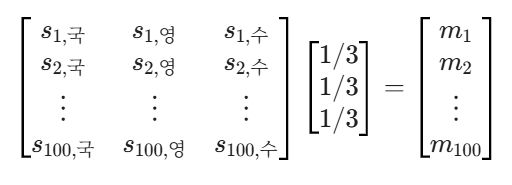 s1,국 s1,영 s1,수 1/3 m1
s2,국 s2,영 s2,수 1/3 = m2
⋮ ⋮ ⋮ 1/3 ⋮
s100,국 s100,영 s100,수 m100